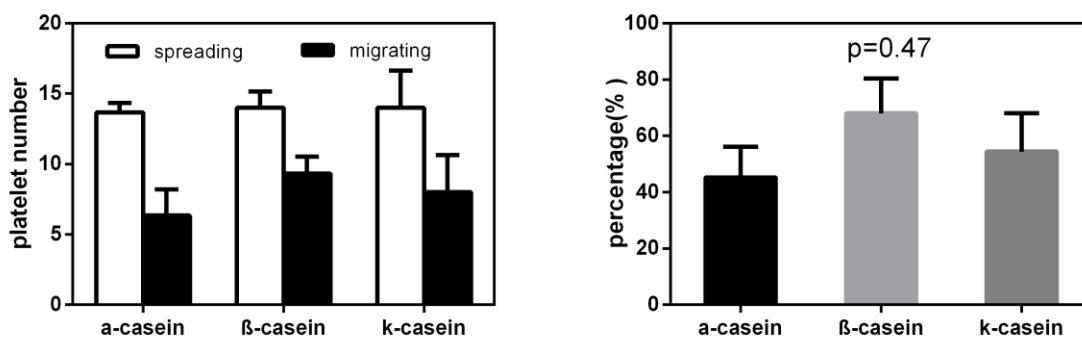 platelet number
20
15
10
5
0
spreading
migrating
a-casein
ß-casein
k-casein
percentage(% )
100
80
60
40
20
0
p=0.47
a-casein
ß-casein
k-casein